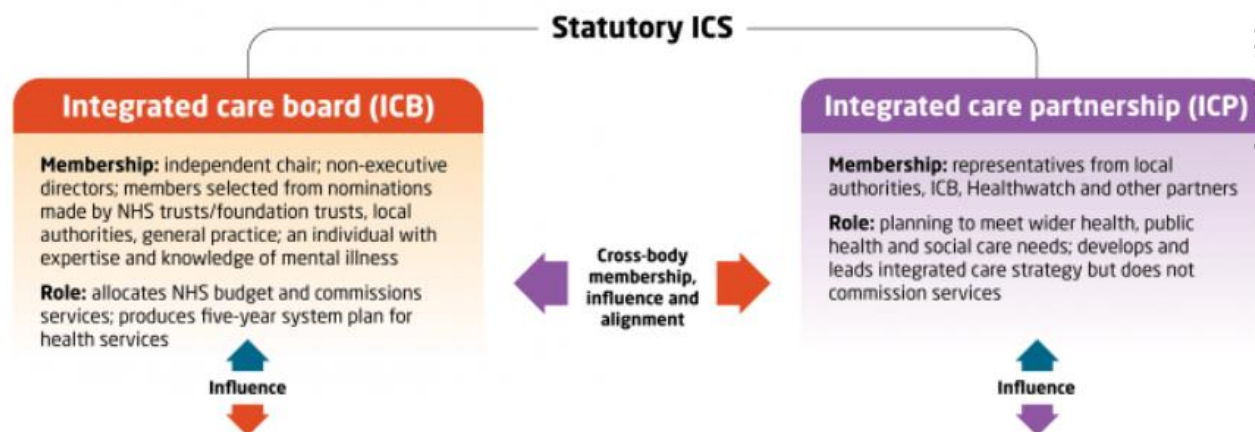 Statutory ICS
Integrated care board (ICB)
Membership: independent chair; non-executive
directors; members selected from nominations
made by NHS trusts/foundation trusts, local
authorities, general practice; an individual with
expertise and knowledge of mental illness
Role: allocates NHS budget and commissions
services; produces five-year system plan for
health services
Influence
Cross-body
membership,
influence and
alignment
Integrated care partnership (ICP)
Membership: representatives from local
authorities, ICB, Healthwatch and other partners
Role: planning to meet wider health, public
health and social care needs; develops and
leads integrated care strategy but does not
commission services
Influence